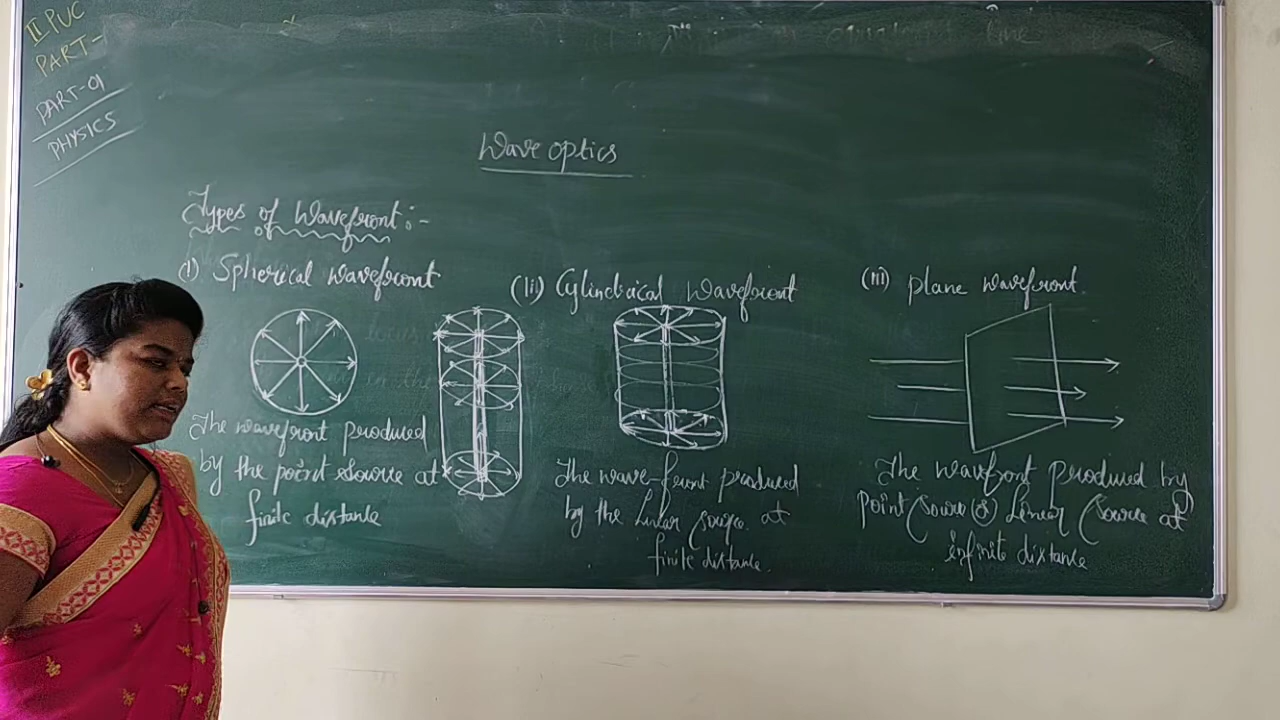 II PUC
PART-
PART-01
PHYSICS
Wave optics
Types of Wavefront:-
(i) Spherical wavefront
The wavefront produced
by the point source at
finite distance
(ii) Cylindrical Wavefront
The wave-front produced
by the Linear source at
finite distance.
(iii) plane wavefront.
The wavefront produced by
point source (or) Linear source at
infinite distance